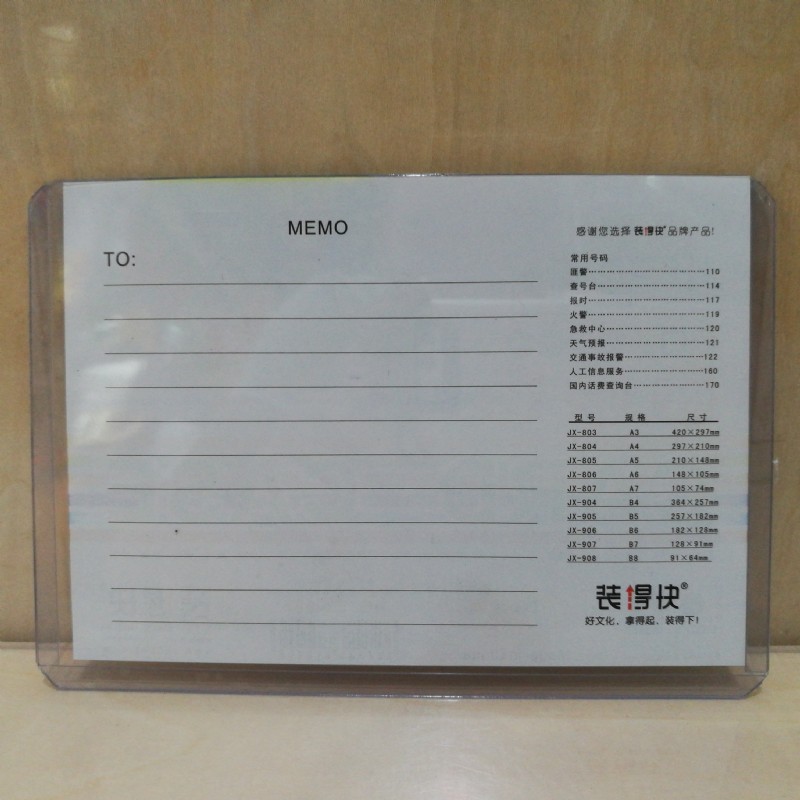 MEMO
TO:
感谢您选择 装得快® 品牌产品!
常用号码
匪警……………………………110
查号台…………………………114
报时……………………………117
火警……………………………119
急救中心………………………120
天气预报………………………121
交通事故报警…………………122
人工信息服务…………………160
国内话费查询台………………170
型号 规格 尺寸
JX-803 A3 420×297mm
JX-804 A4 297×210mm
JX-805 A5 210×148mm
JX-806 A6 148×105mm
JX-807 A7 105×74mm
JX-904 B4 364×257mm
JX-905 B5 257×182mm
JX-906 B6 182×128mm
JX-907 B7 128×91mm
JX-908 B8 91×64mm
装得快®
好文化、拿得起、装得下!